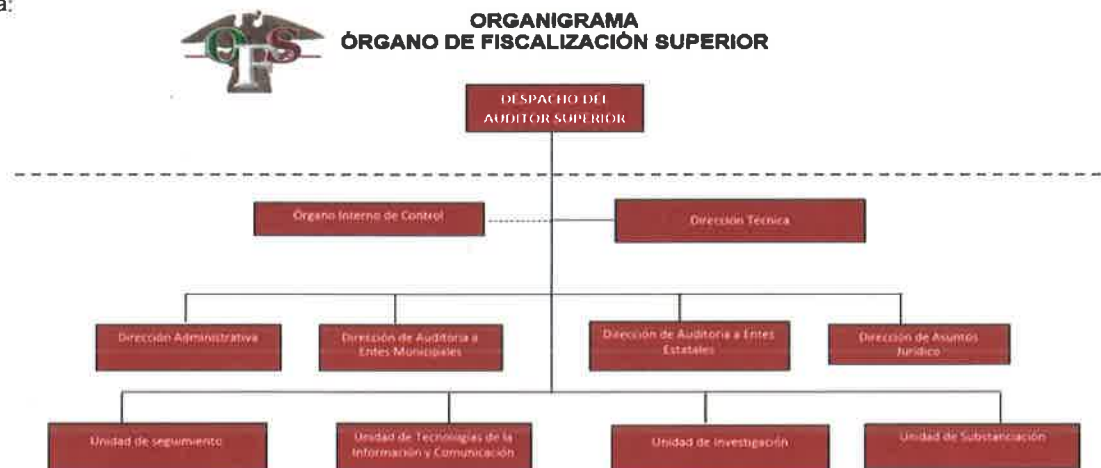 a:
ORGANIGRAMA
ÓRGANO DE FISCALIZACIÓN SUPERIOR
OFS
DESPACHO DEL
AUDITOR SUPERIOR
Órgano Interno de Control
Dirección Técnica
Dirección Administrativa
Dirección de Auditoria a
Entes Municipales
Dirección de Auditoria a Entes
Estatales
Dirección de Asuntos
Jurídico
Unidad de seguimiento
Unidad de Tecnologías de la
Información y Comunicación
Unidad de Investigación
Unidad de Substanciación